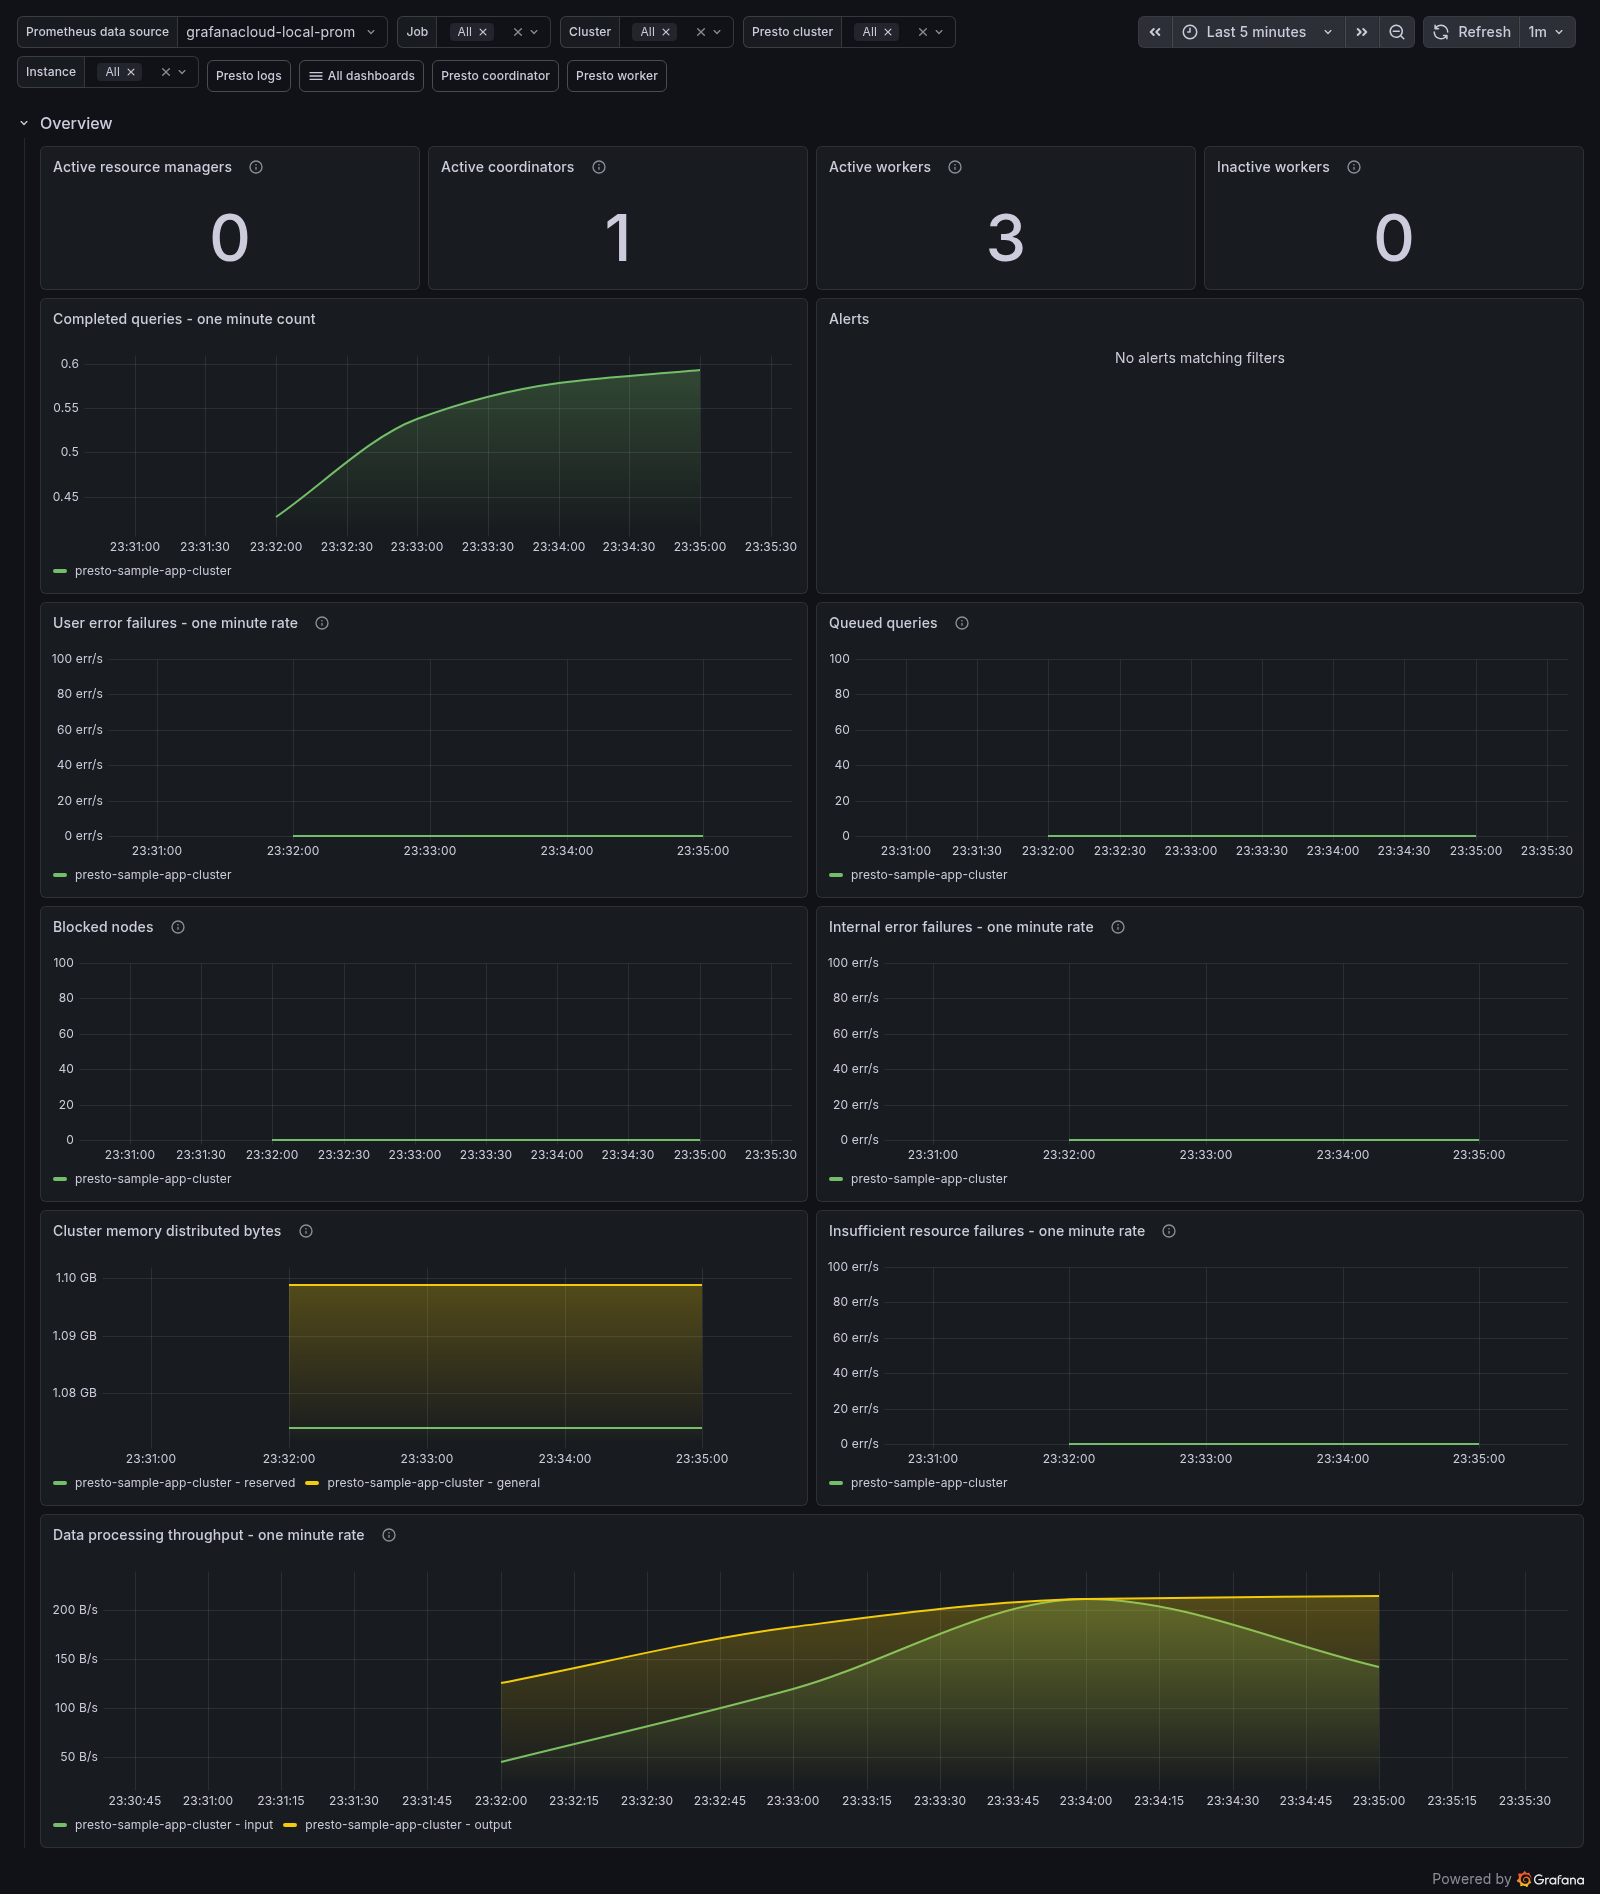 Prometheus data source grafanacloud-local-prom Job All Cluster All Presto cluster All Last 5 minutes Refresh 1m
Instance All Presto logs All dashboards Presto coordinator Presto worker
Overview
Active resource managers
0
Active coordinators
1
Active workers
3
Inactive workers
0
Completed queries - one minute count
0.6
0.55
0.5
0.45
23:31:00 23:31:30 23:32:00 23:32:30 23:33:00 23:33:30 23:34:00 23:34:30 23:35:00 23:35:30
presto-sample-app-cluster
Alerts
No alerts matching filters
User error failures - one minute rate
100 err/s
80 err/s
60 err/s
40 err/s
20 err/s
0 err/s
23:31:00 23:32:00 23:33:00 23:34:00 23:35:00
presto-sample-app-cluster
Queued queries
100
80
60
40
20
0
23:31:00 23:31:30 23:32:00 23:32:30 23:33:00 23:33:30 23:34:00 23:34:30 23:35:00 23:35:30
presto-sample-app-cluster
Blocked nodes
100
80
60
40
20
0
23:31:00 23:31:30 23:32:00 23:32:30 23:33:00 23:33:30 23:34:00 23:34:30 23:35:00 23:35:30
presto-sample-app-cluster
Internal error failures - one minute rate
100 err/s
80 err/s
60 err/s
40 err/s
20 err/s
0 err/s
23:31:00 23:32:00 23:33:00 23:34:00 23:35:00
presto-sample-app-cluster
Cluster memory distributed bytes
1.10 GB
1.09 GB
1.08 GB
23:31:00 23:32:00 23:33:00 23:34:00 23:35:00
presto-sample-app-cluster - reserved presto-sample-app-cluster - general
Insufficient resource failures - one minute rate
100 err/s
80 err/s
60 err/s
40 err/s
20 err/s
0 err/s
23:31:00 23:32:00 23:33:00 23:34:00 23:35:00
presto-sample-app-cluster
Data processing throughput - one minute rate
200 B/s
150 B/s
100 B/s
50 B/s
23:30:45 23:31:00 23:31:15 23:31:30 23:31:45 23:32:00 23:32:15 23:32:30 23:32:45 23:33:00 23:33:15 23:33:30 23:33:45 23:34:00 23:34:15 23:34:30 23:34:45 23:35:00 23:35:15 23:35:30
presto-sample-app-cluster - input presto-sample-app-cluster - output
Powered by Grafana